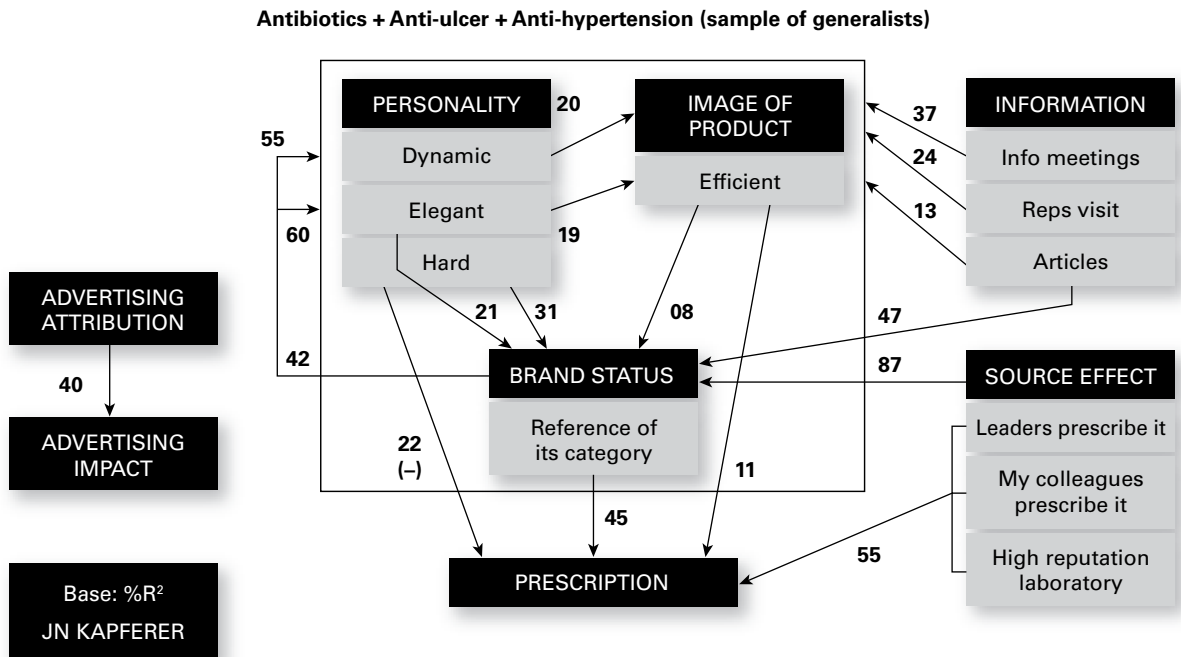 Antibiotics + Anti-ulcer + Anti-hypertension (sample of generalists)
PERSONALITY
20
Dynamic
Elegant
19
Hard
IMAGE OF
PRODUCT
Efficient
INFORMATION
Info meetings
Reps visit
Articles
37
24
13
55
60
ADVERTISING
ATTRIBUTION
40
ADVERTISING
IMPACT
42
21
31
08
47
87
BRAND STATUS
Reference of
its category
SOURCE EFFECT
Leaders prescribe it
My colleagues
prescribe it
High reputation
laboratory
22
(–)
45
11
55
PRESCRIPTION
Base: %R²
JN KAPFERER